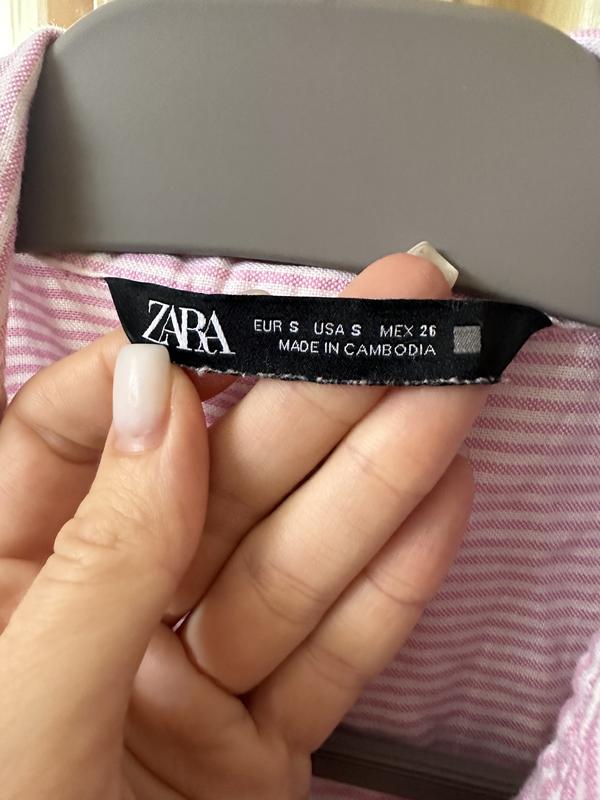 ZARA
EUR S USA S MEX 26
MADE IN CAMBODIA